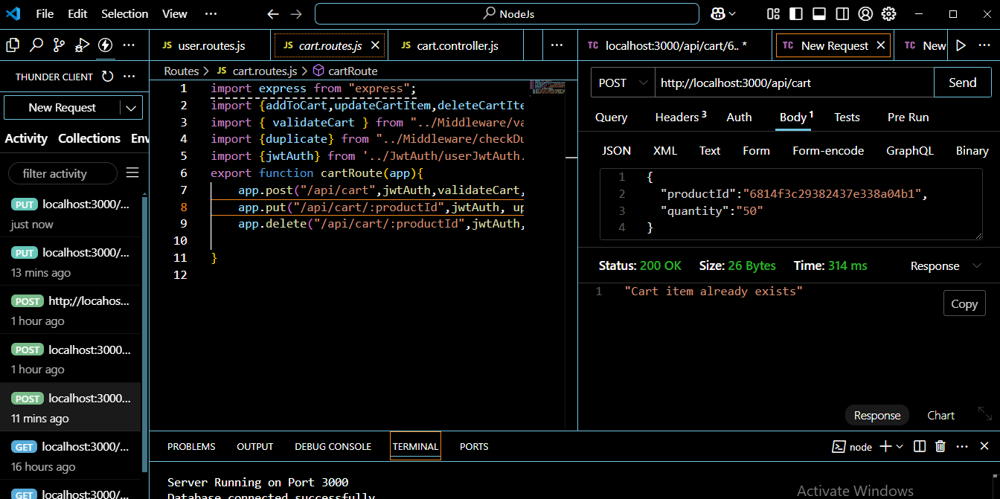 File Edit Selection View ··· NodeJs
user.routes.js
cart.routes.js
cart.controller.js
···
TC localhost:3000/api/cart/6.. *
TC New Request
TC New
THUNDER CLIENT
New Request
Activity Collections Env
filter activity
PUT localhost:3000/...
just now
PUT localhost:3000/...
13 mins ago
POST http;//locahos...
1 hour ago
POST localhost:3000...
1 hour ago
POST localhost:3000...
11 mins ago
GET localhost:3000/...
16 hours ago
GET localhost:3000/...
Routes > JS cart.routes.js > cartRoute
1 import express from "express";
2 import {addToCart,updateCartItem,deleteCartIte
3 import { validateCart } from "../Middleware/va
4 import {duplicate} from "../Middleware/checkDu
5 import {jwtAuth} from '../JwtAuth/userJwtAuth.
6 export function cartRoute(app){
7 app.post("/api/cart",jwtAuth,validateCart,
8 app.put("/api/cart/:productId",jwtAuth, up
9 app.delete("/api/cart/:productId",jwtAuth,
10
11 }
12
POST http://localhost:3000/api/cart Send
Query Headers 3 Auth Body 1 Tests Pre Run
JSON XML Text Form Form-encode GraphQL Binary
1 {
2 "productId":"6814f3c29382437e338a04b1",
3 "quantity":"50"
4 }
Status: 200 OK Size: 26 Bytes Time: 314 ms Response
1 "Cart item already exists"
Copy
Response Chart
PROBLEMS OUTPUT DEBUG CONSOLE TERMINAL PORTS node
Server Running on Port 3000
Database connected successfully
Activate Windows